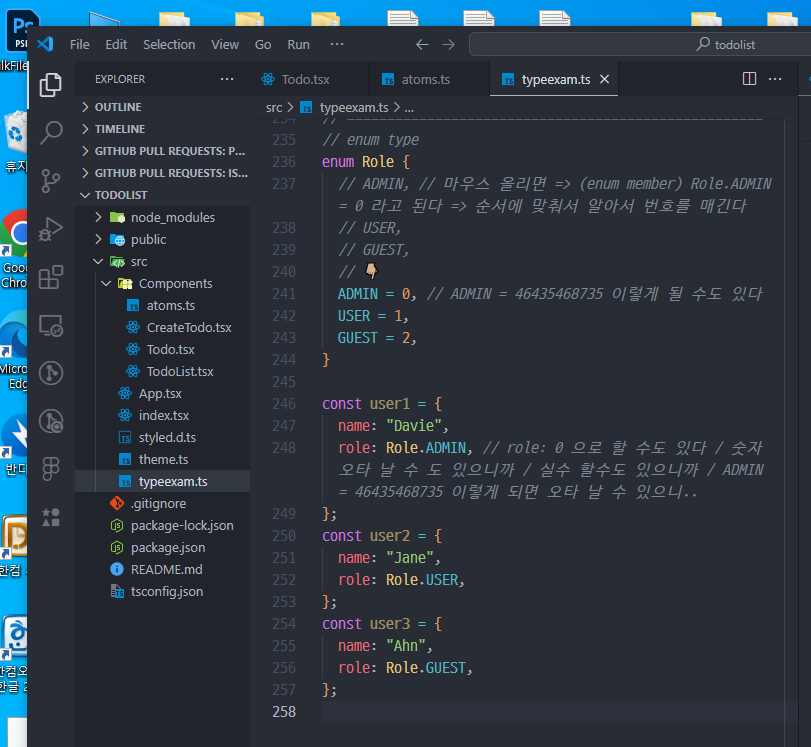 Ps
PSI
lkFile
휴지
Goo
Chro
Micro
Edg
반디
한컴
한컴오
한글 2
File Edit Selection View Go Run ···
todolist
EXPLORER ···
OUTLINE
TIMELINE
GITHUB PULL REQUESTS: P...
GITHUB PULL REQUESTS: IS...
TODOLIST
node_modules
public
src
Components
atoms.ts
CreateTodo.tsx
Todo.tsx
TodoList.tsx
App.tsx
index.tsx
styled.d.ts
theme.ts
typeexam.ts
.gitignore
package-lock.json
package.json
README.md
tsconfig.json
Todo.tsx atoms.ts typeexam.ts ···
src > typeexam.ts > ...
235 // enum type
236 enum Role {
237 // ADMIN, // 마우스 올리면 => (enum member) Role.ADMIN
= 0 라고 된다 => 순서에 맞춰서 알아서 번호를 매긴다
238 // USER,
239 // GUEST,
240 // 👇🏼
241 ADMIN = 0, // ADMIN = 46435468735 이렇게 될 수도 있다
242 USER = 1,
243 GUEST = 2,
244 }
245
246 const user1 = {
247 name: "Davie",
248 role: Role.ADMIN, // role: 0 으로 할 수도 있다 / 숫자
오타 날 수 도 있으니까 / 실수 할수도 있으니까 / ADMIN
= 46435468735 이렇게 되면 오타 날 수 있으니..
249 };
250 const user2 = {
251 name: "Jane",
252 role: Role.USER,
253 };
254 const user3 = {
255 name: "Ahn",
256 role: Role.GUEST,
257 };
258